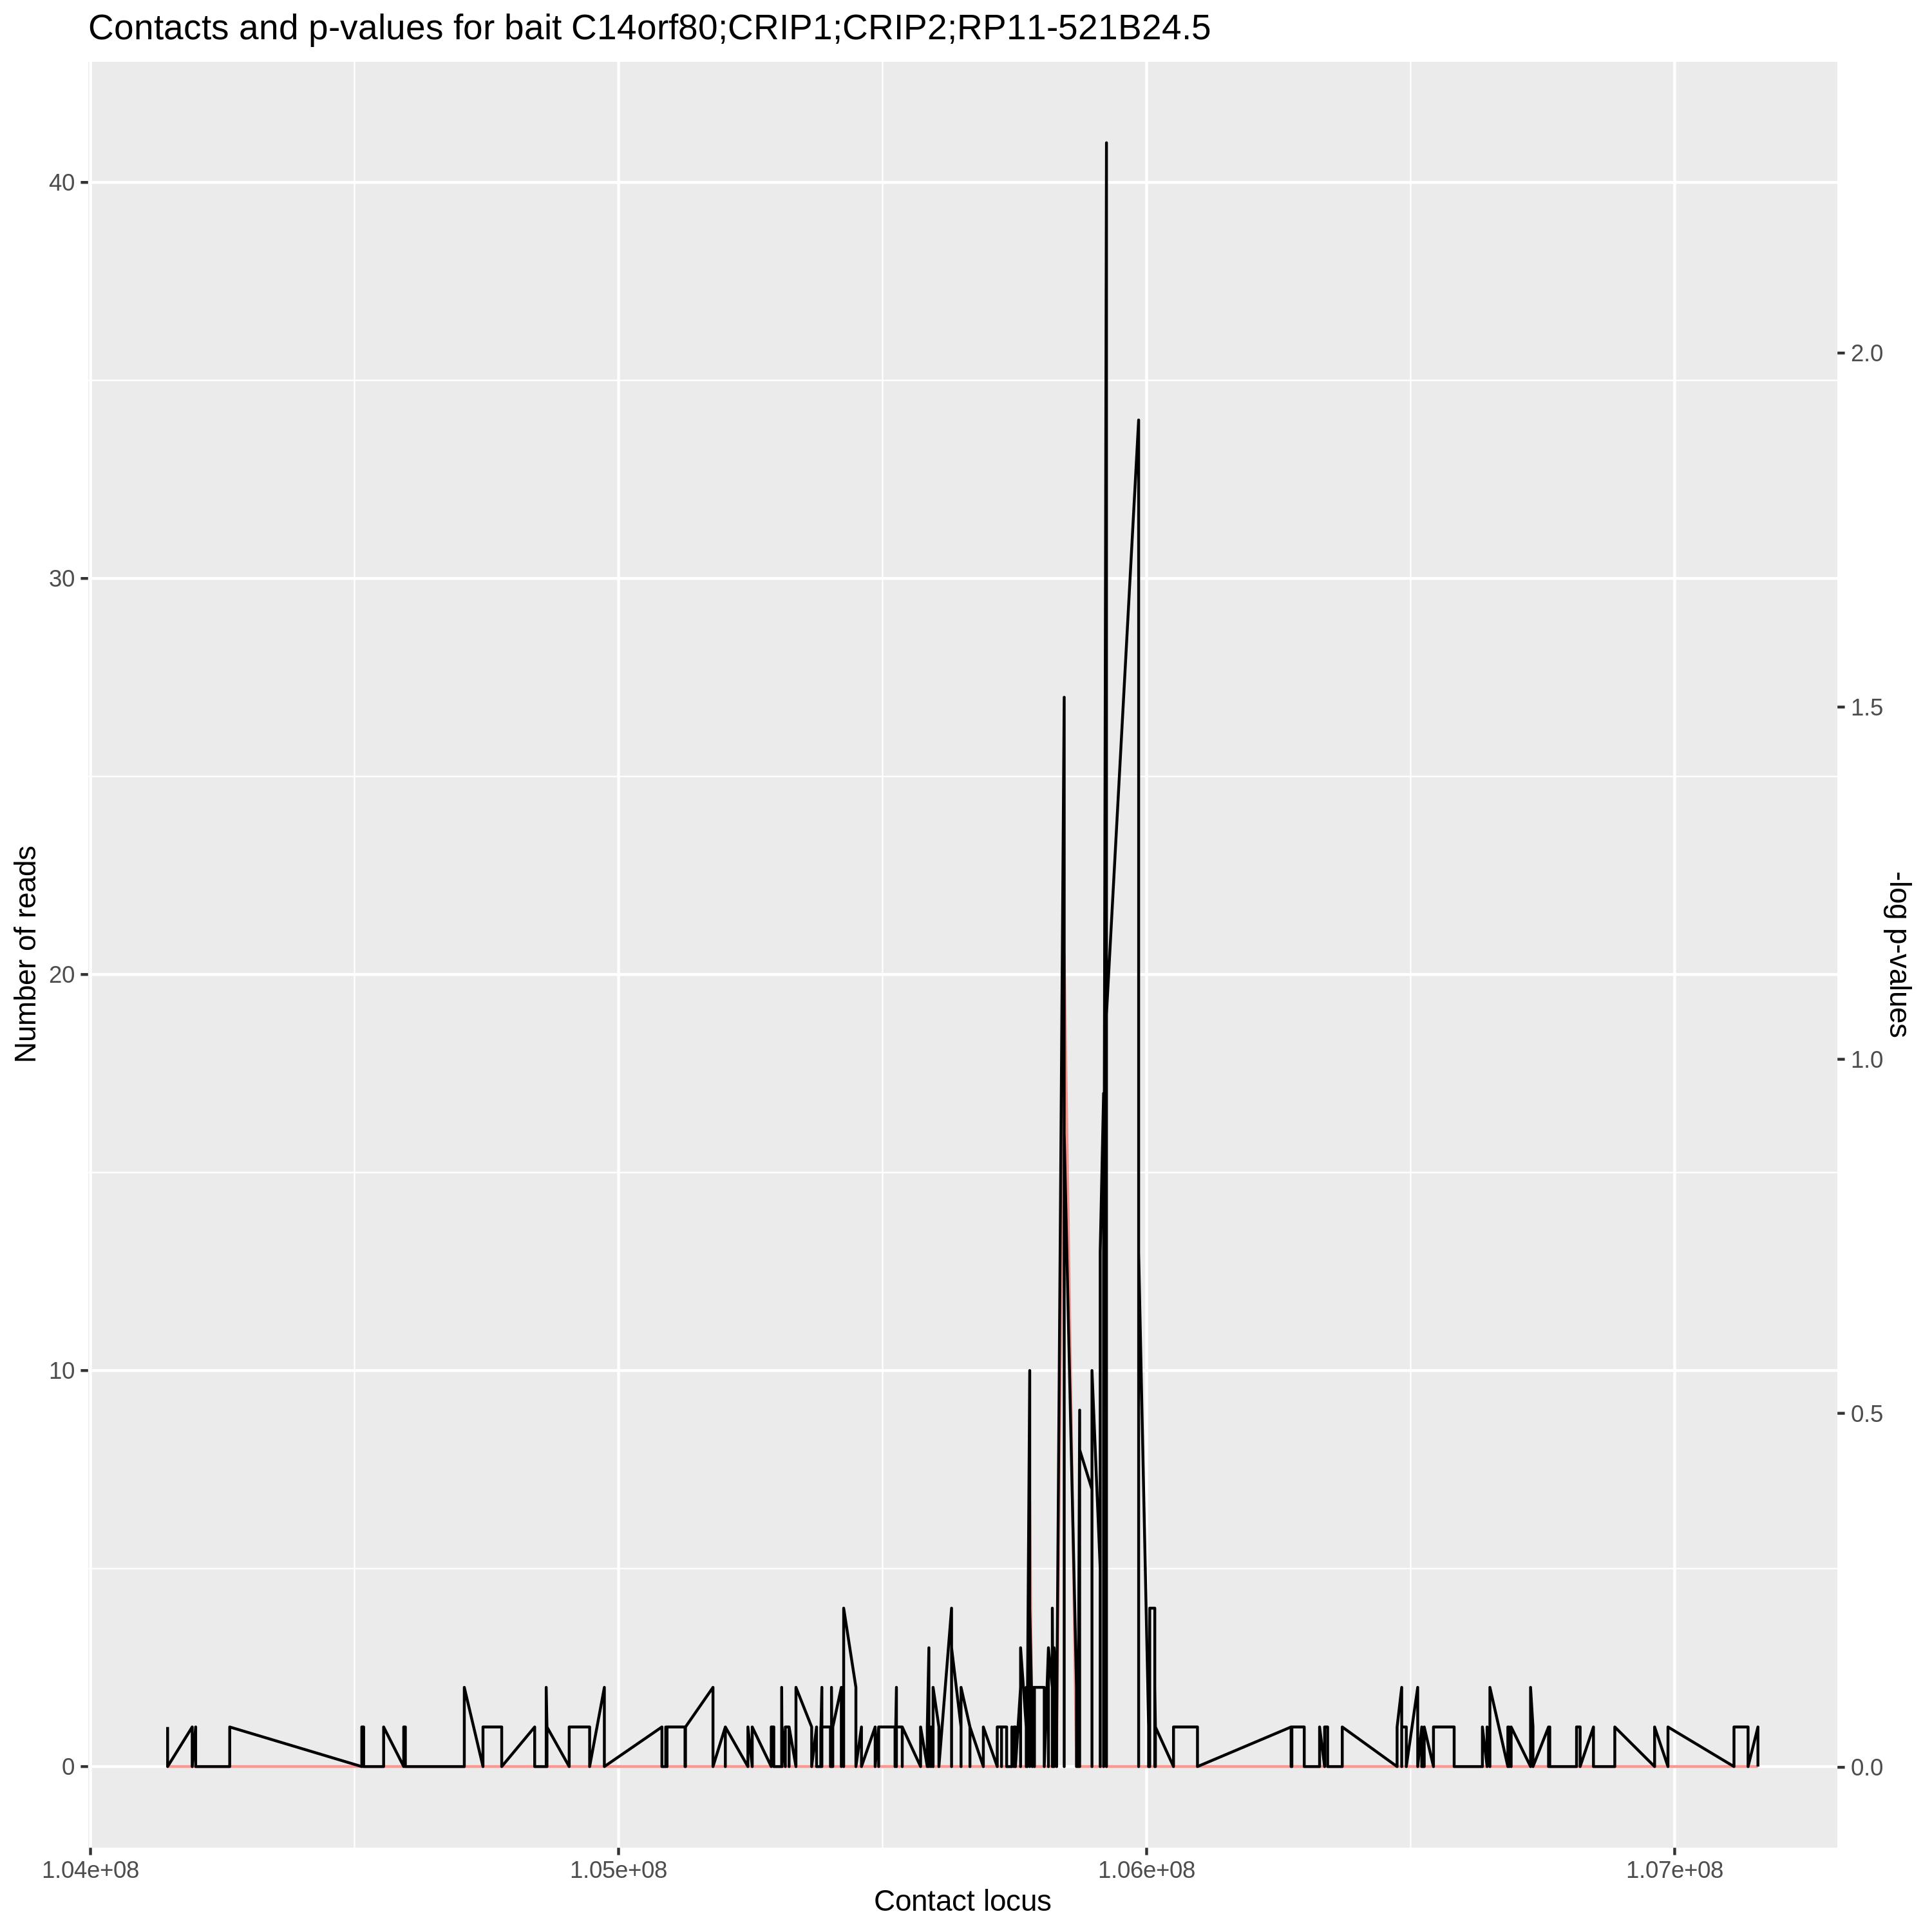 Contacts and p-values for bait C14orf80;CRIP1;CRIP2;RP11-521B24.5
40
30
20
10
0
Number of reads
2.0
1.5
1.0
0.5
0.0
-log p-values
1.04e+08
1.05e+08
1.06e+08
1.07e+08
Contact locus